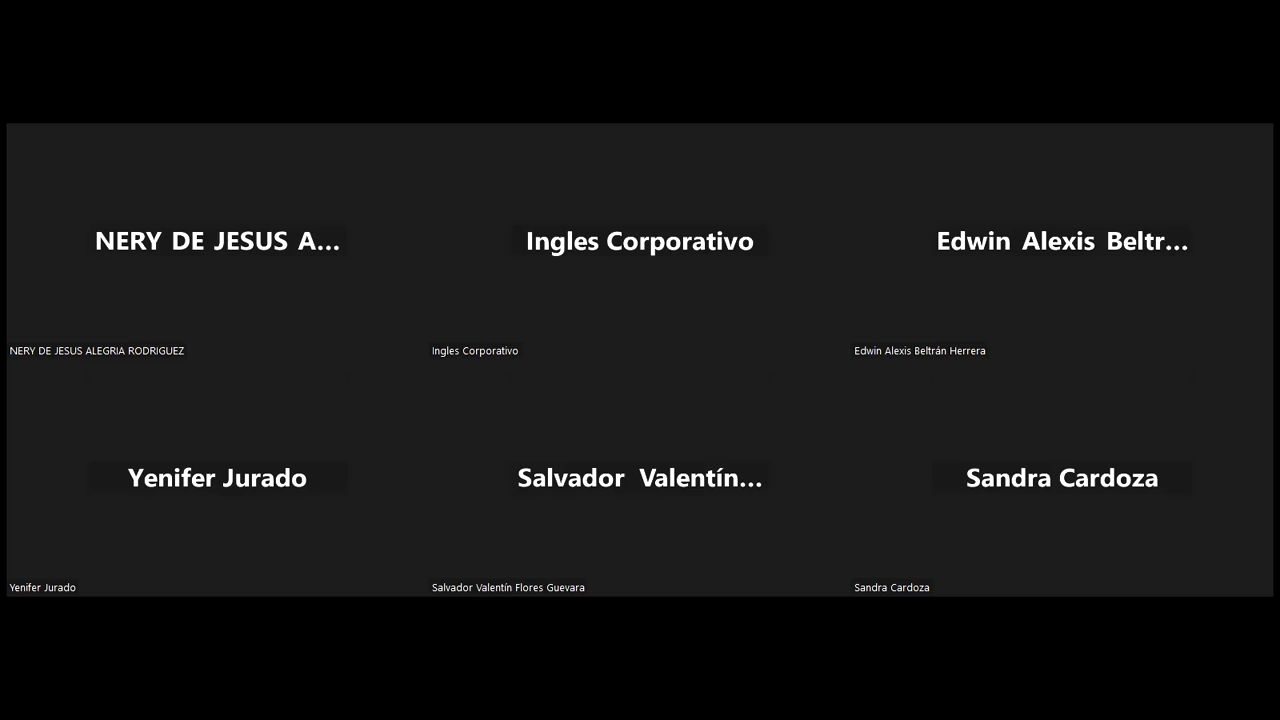 NERY DE JESUS A...
Ingles Corporativo
Edwin Alexis Beltr...
NERY DE JESUS ALEGRIA RODRIGUEZ
Ingles Corporativo
Edwin Alexis Beltrán Herrera
Yenifer Jurado
Salvador Valentín...
Sandra Cardoza
Yenifer Jurado
Salvador Valentín Flores Guevara
Sandra Cardoza